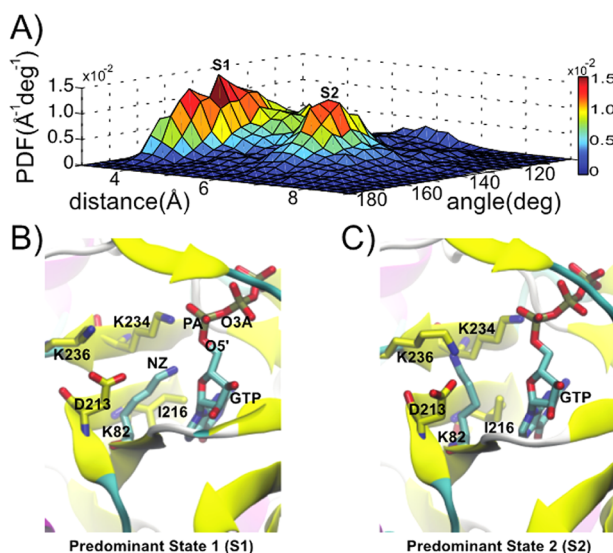 A)
S1
S2
x10⁻²
x10⁻²
1.5
1.0
0.5
0
PDF(Å⁻¹deg⁻¹)
1.5
1.0
0.5
0
4
6
8
distance(Å)
180
160
140
120
angle(deg)
B)
K234
PA
O3A
K236
O5'
NZ
D213
I216
GTP
K82
Predominant State 1 (S1)
C)
K234
K236
D213
I216
GTP
K82
Predominant State 2 (S2)